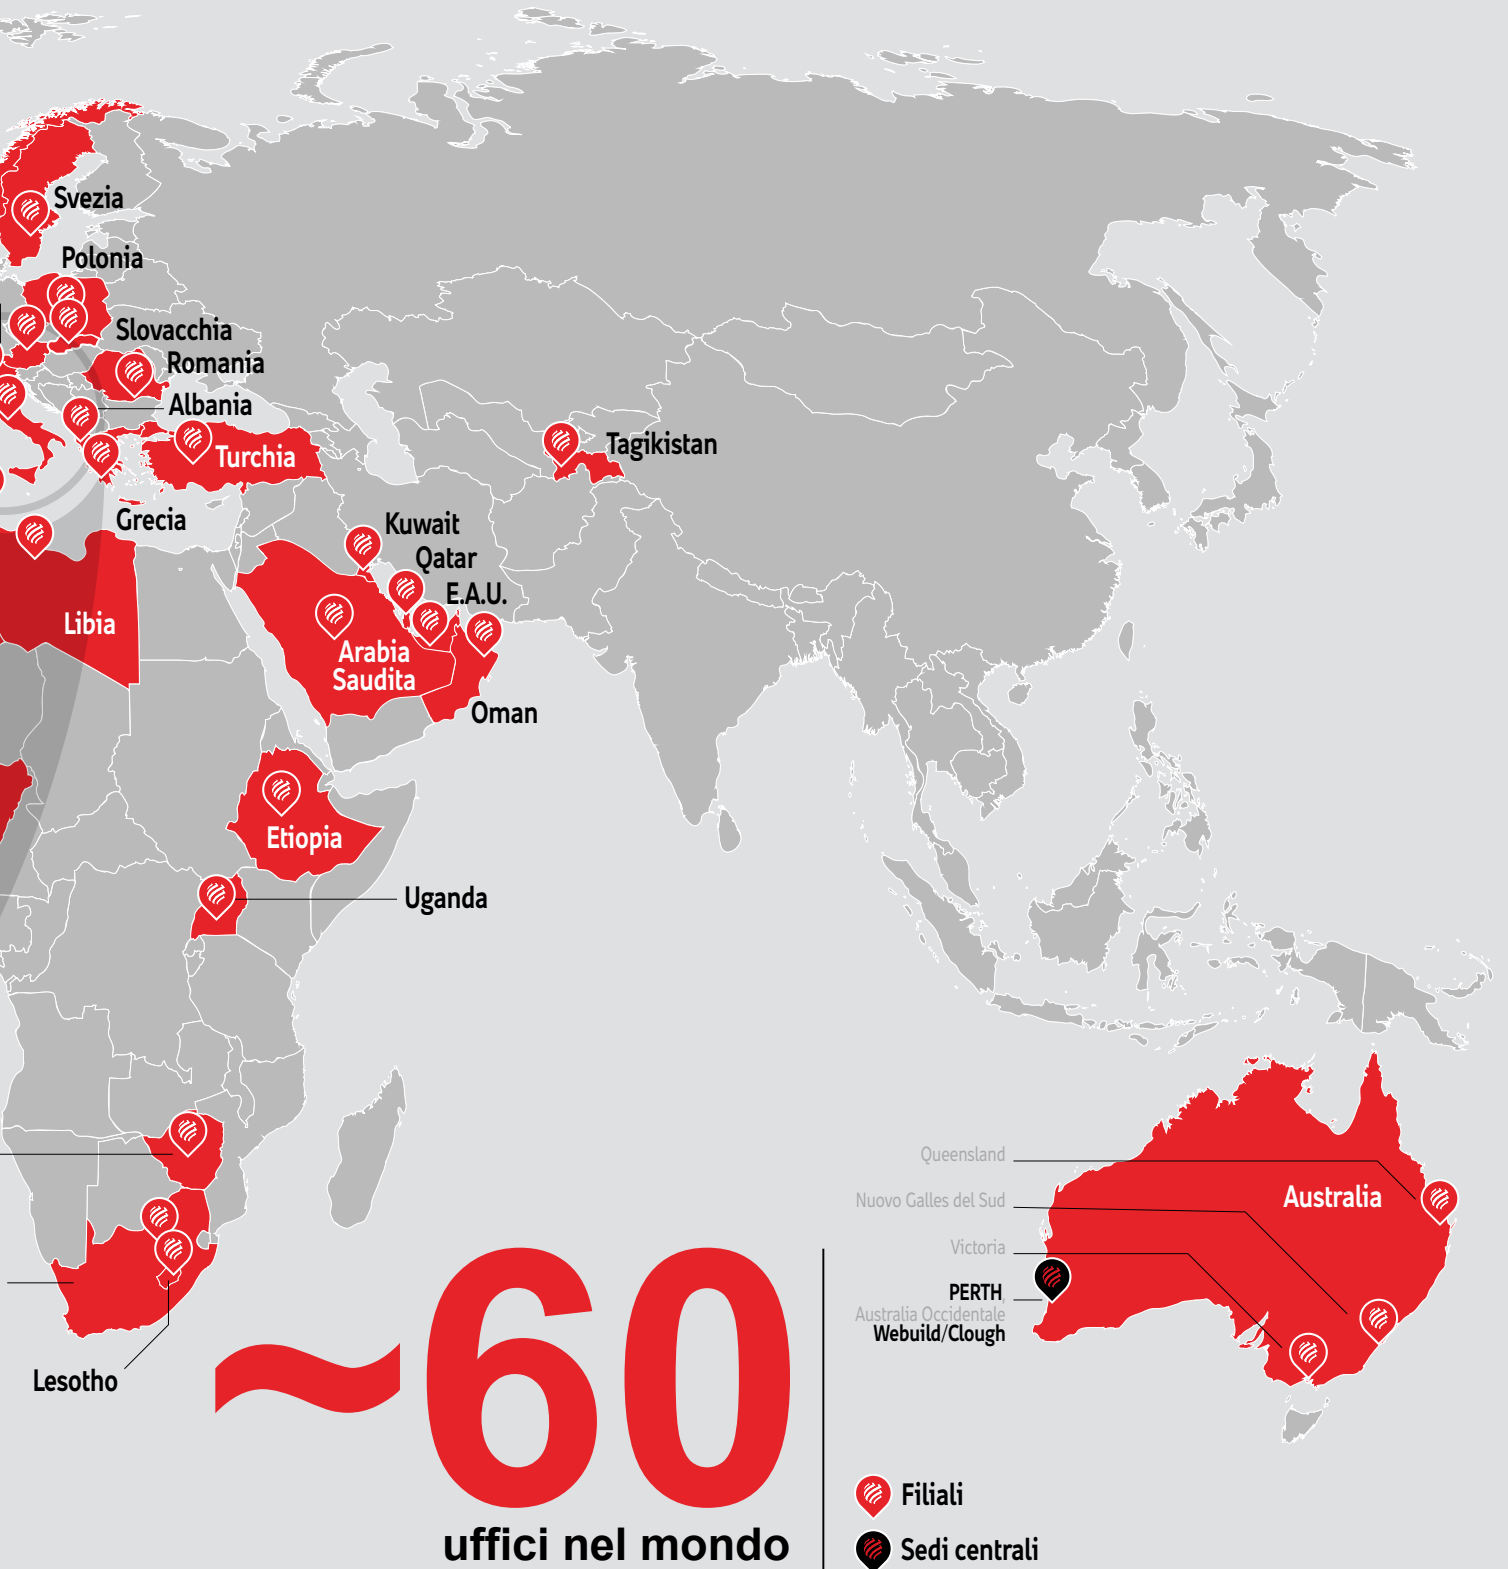 Svezia
Polonia
Slovacchia
Romania
Albania
Turchia
Tagikistan
Grecia
Kuwait
Qatar
E.A.U.
Libia
Arabia
Saudita
Oman
Etiopia
Uganda
Queensland
Nuovo Galles del Sud
Australia
Victoria
PERTH,
Australia Occidentale
Webuild/Clough
Lesotho
~60
uffici nel mondo
Filiali
Sedi centrali